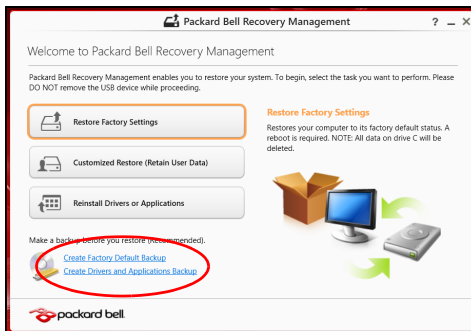 Packard Bell Recovery Management
? _ X
Welcome to Packard Bell Recovery Management
Packard Bell Recovery Management enables you to restore your system. To begin, select the task you want to perform. Please
DO NOT remove the USB device while proceeding.
Restore Factory Settings
Customized Restore (Retain User Data)
Reinstall Drivers or Applications
Restore Factory Settings
Restores your computer to its factory default status. A
reboot is required. NOTE: All data on drive C will be
deleted.
Make a backup before you restore (Recommended).
Create Factory Default Backup
Create Drivers and Applications Backup
packard bell.